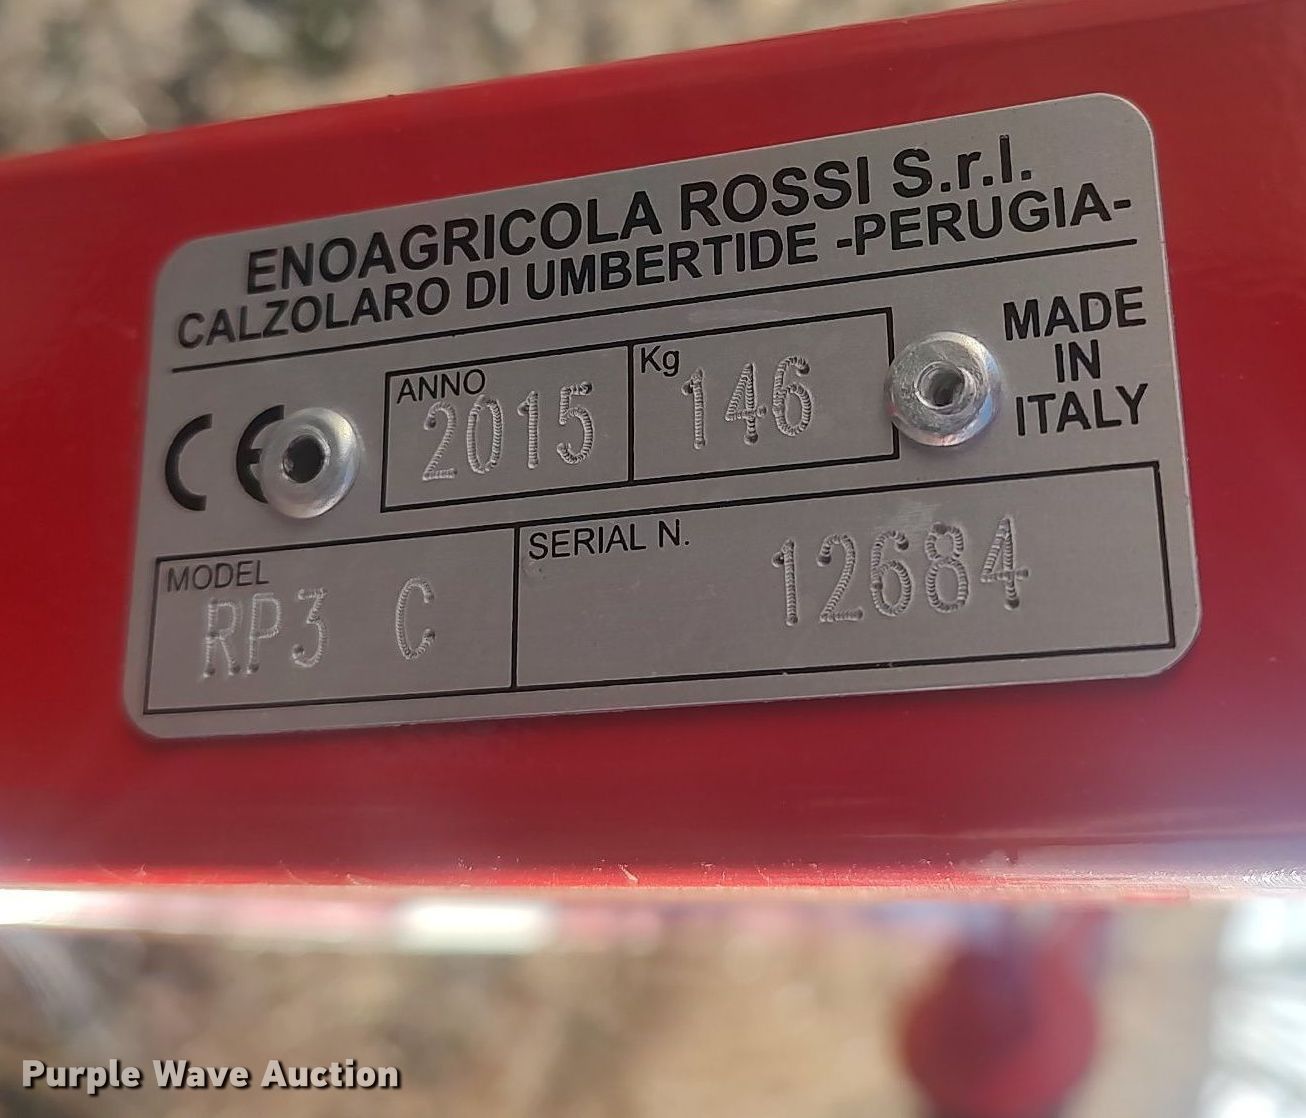 ENOAGRICOLA ROSSI S.r.l.
CALZOLARO DI UMBERTIDE -PERUGIA-
CE
ANNO 2015
Kg 146
MADE
IN
ITALY
MODEL
RP3 C
SERIAL N. 12684
Purple Wave Auction